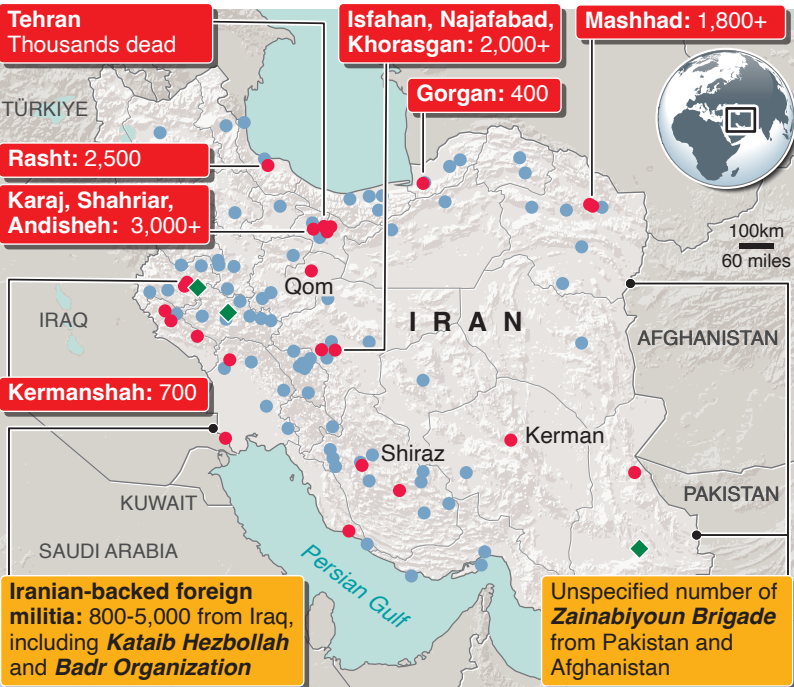 Tehran
Thousands dead
Isfahan, Najafabad,
Khorasgan: 2,000+
Mashhad: 1,800+
Gorgan: 400
TÜRKIYE
Rasht: 2,500
Karaj, Shahriar,
Andisheh: 3,000+
100km
60 miles
Qom
IRAN
IRAQ
AFGHANISTAN
Kermanshah: 700
Shiraz
Kerman
KUWAIT
PAKISTAN
SAUDI ARABIA
Persian Gulf
Iranian-backed foreign
militia: 800-5,000 from Iraq,
including Kataib Hezbollah
and Badr Organization
Unspecified number of
Zainabiyoun Brigade
from Pakistan and
Afghanistan